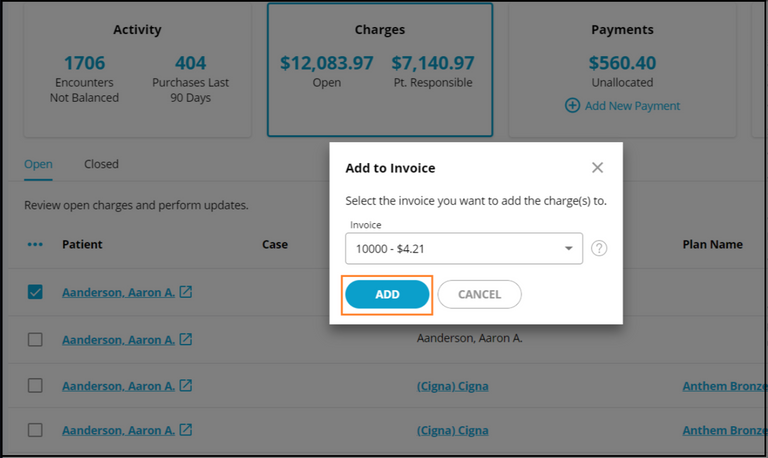 Activity
1706
404
Encounters
Not Balanced
Purchases Last
90 Days
Charges
$12,083.97
$7,140.97
Open
Pt. Responsible
Payments
$560.40
Unallocated
Add New Payment
Open
Closed
Review open charges and perform updates.
Add to Invoice
Select the invoice you want to add the charge(s) to.
Invoice
10000 - $4.21
?
ADD
CANCEL
Patient
Case
Plan Name
Aanderson, Aaron A.
Aanderson, Aaron A.
Aanderson, Aaron A.
Aanderson, Aaron A.
(Cigna) Cigna
Anthem Bronze
Aanderson, Aaron A.
(Cigna) Cigna
Anthem Bronze